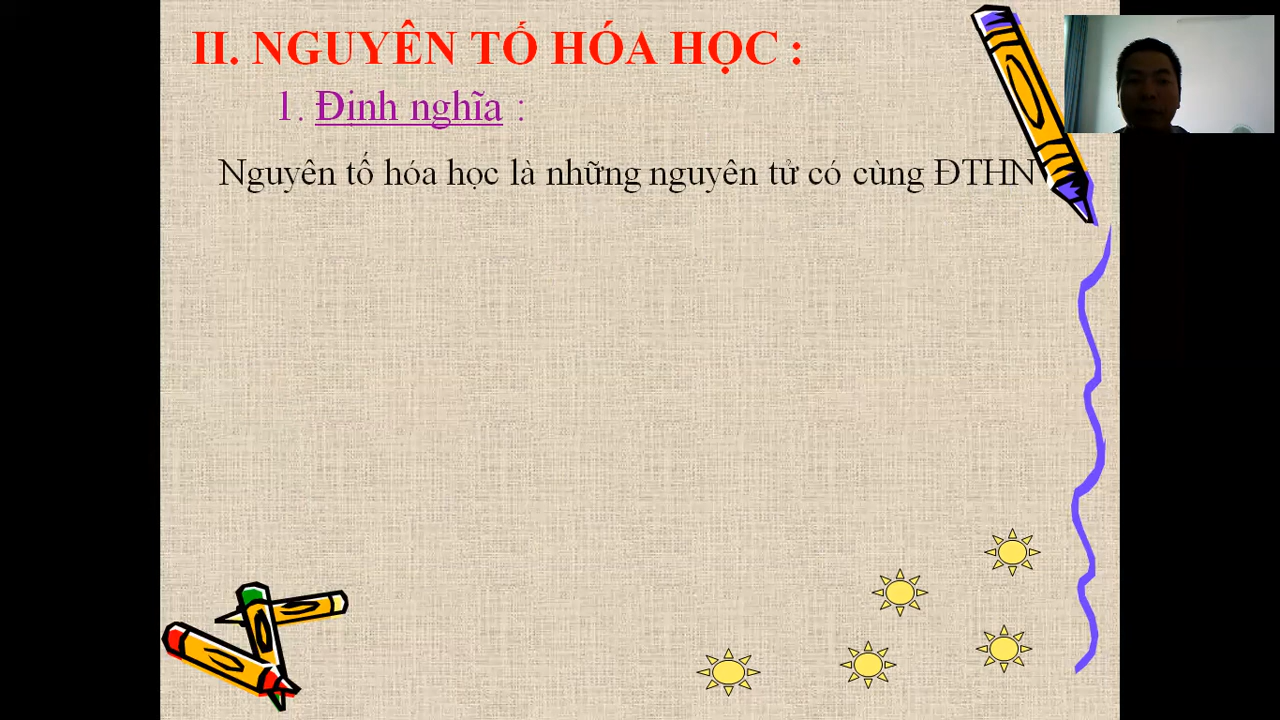 II. NGUYÊN TỐ HÓA HỌC :
1. Định nghĩa :
Nguyên tố hóa học là những nguyên tử có cùng ĐTHN